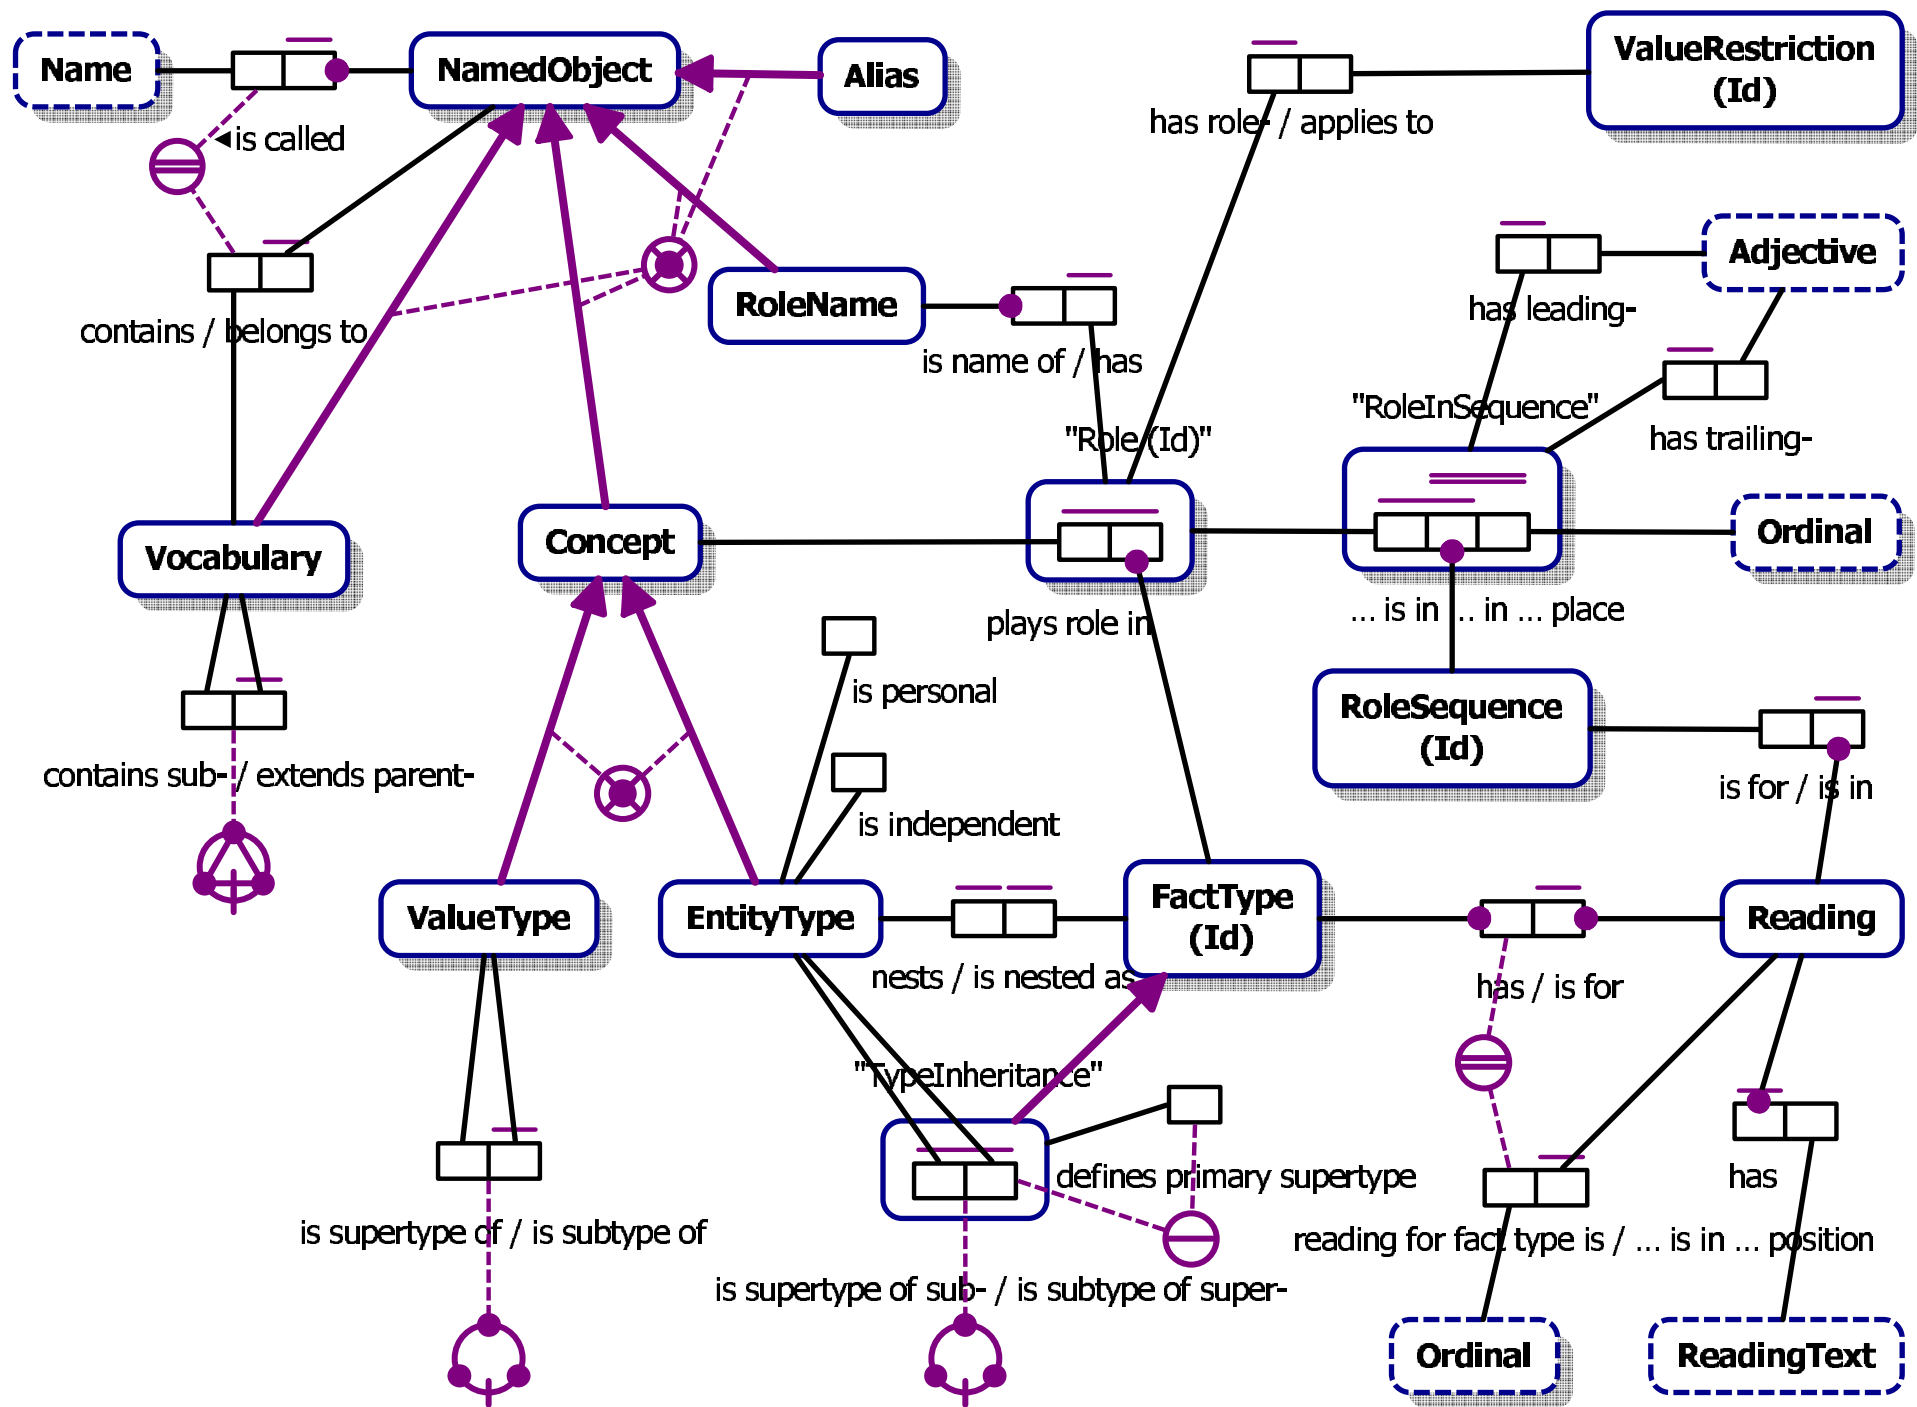 Name
NamedObject
Alias
ValueRestriction
(Id)
◄is called
has role- / applies to
Adjective
RoleName
has leading-
contains / belongs to
is name of / has
"RoleInSequence"
"Role (Id)"
has trailing-
Vocabulary
Concept
Ordinal
plays role in
... is in ... in ... place
is personal
RoleSequence
(Id)
contains sub- / extends parent-
is for / is in
is independent
ValueType
EntityType
FactType
(Id)
Reading
nests / is nested as
has / is for
"TypeInheritance"
defines primary supertype
has
is supertype of / is subtype of
reading for fact type is / ... is in ... position
is supertype of sub- / is subtype of super-
Ordinal
ReadingText